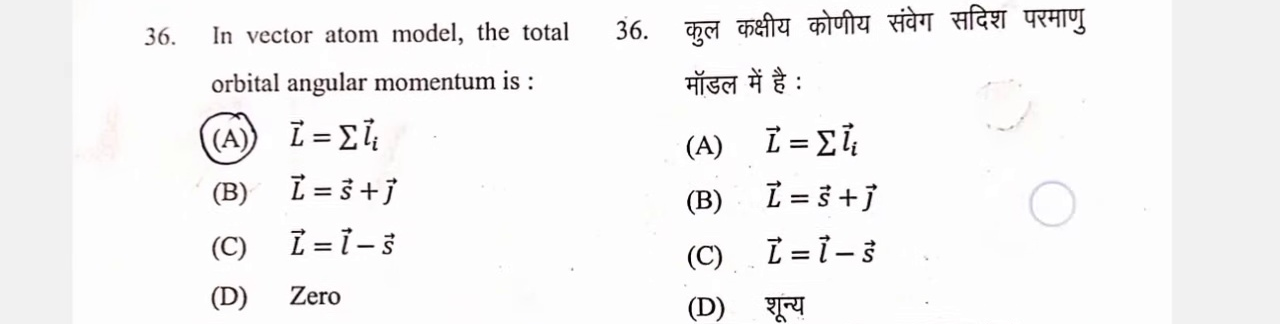 36. In vector atom model, the total
orbital angular momentum is :
(A) L⃗ = Σ l⃗ᵢ
(B) L⃗ = s⃗ + j⃗
(C) L⃗ = l⃗ – s⃗
(D) Zero
36. कुल कक्षीय कोणीय संवेग सदिश परमाणु
मॉडल में है :
(A) L⃗ = Σ l⃗ᵢ
(B) L⃗ = s⃗ + j⃗
(C) L⃗ = l⃗ – s⃗
(D) शून्य